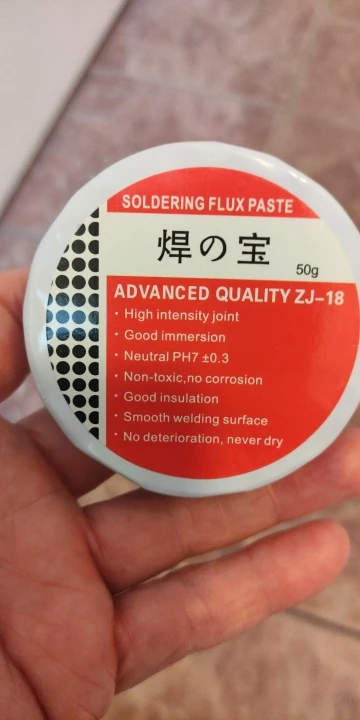 SOLDERING FLUX PASTE
焊の宝
50g
ADVANCED QUALITY ZJ-18
· High intensity joint
· Good immersion
· Neutral PH7 ±0.3
· Non-toxic,no corrosion
· Good insulation
· Smooth welding surface
· No deterioration, never dry